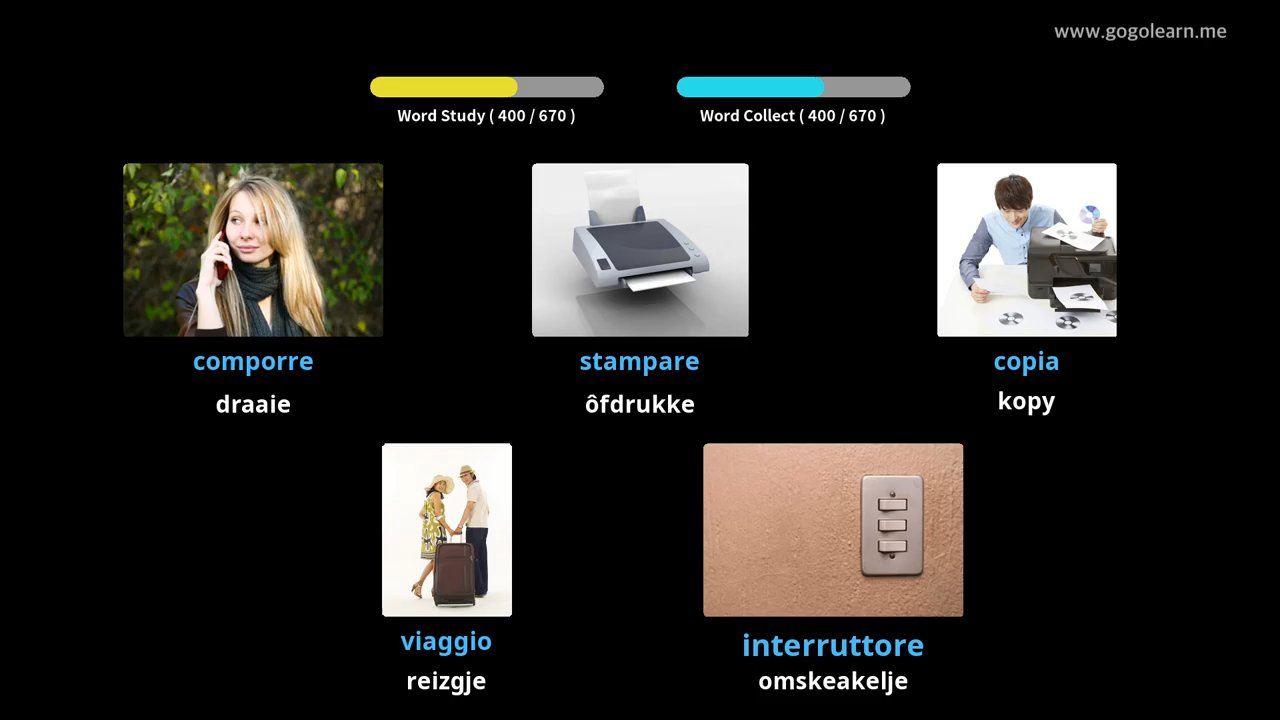 www.gogolearn.me
Word Study ( 400 / 670 )
Word Collect ( 400 / 670 )
comporre
draaie
stampare
ôfdrukke
copia
kopy
viaggio
reizgje
interruttore
omskeakelje